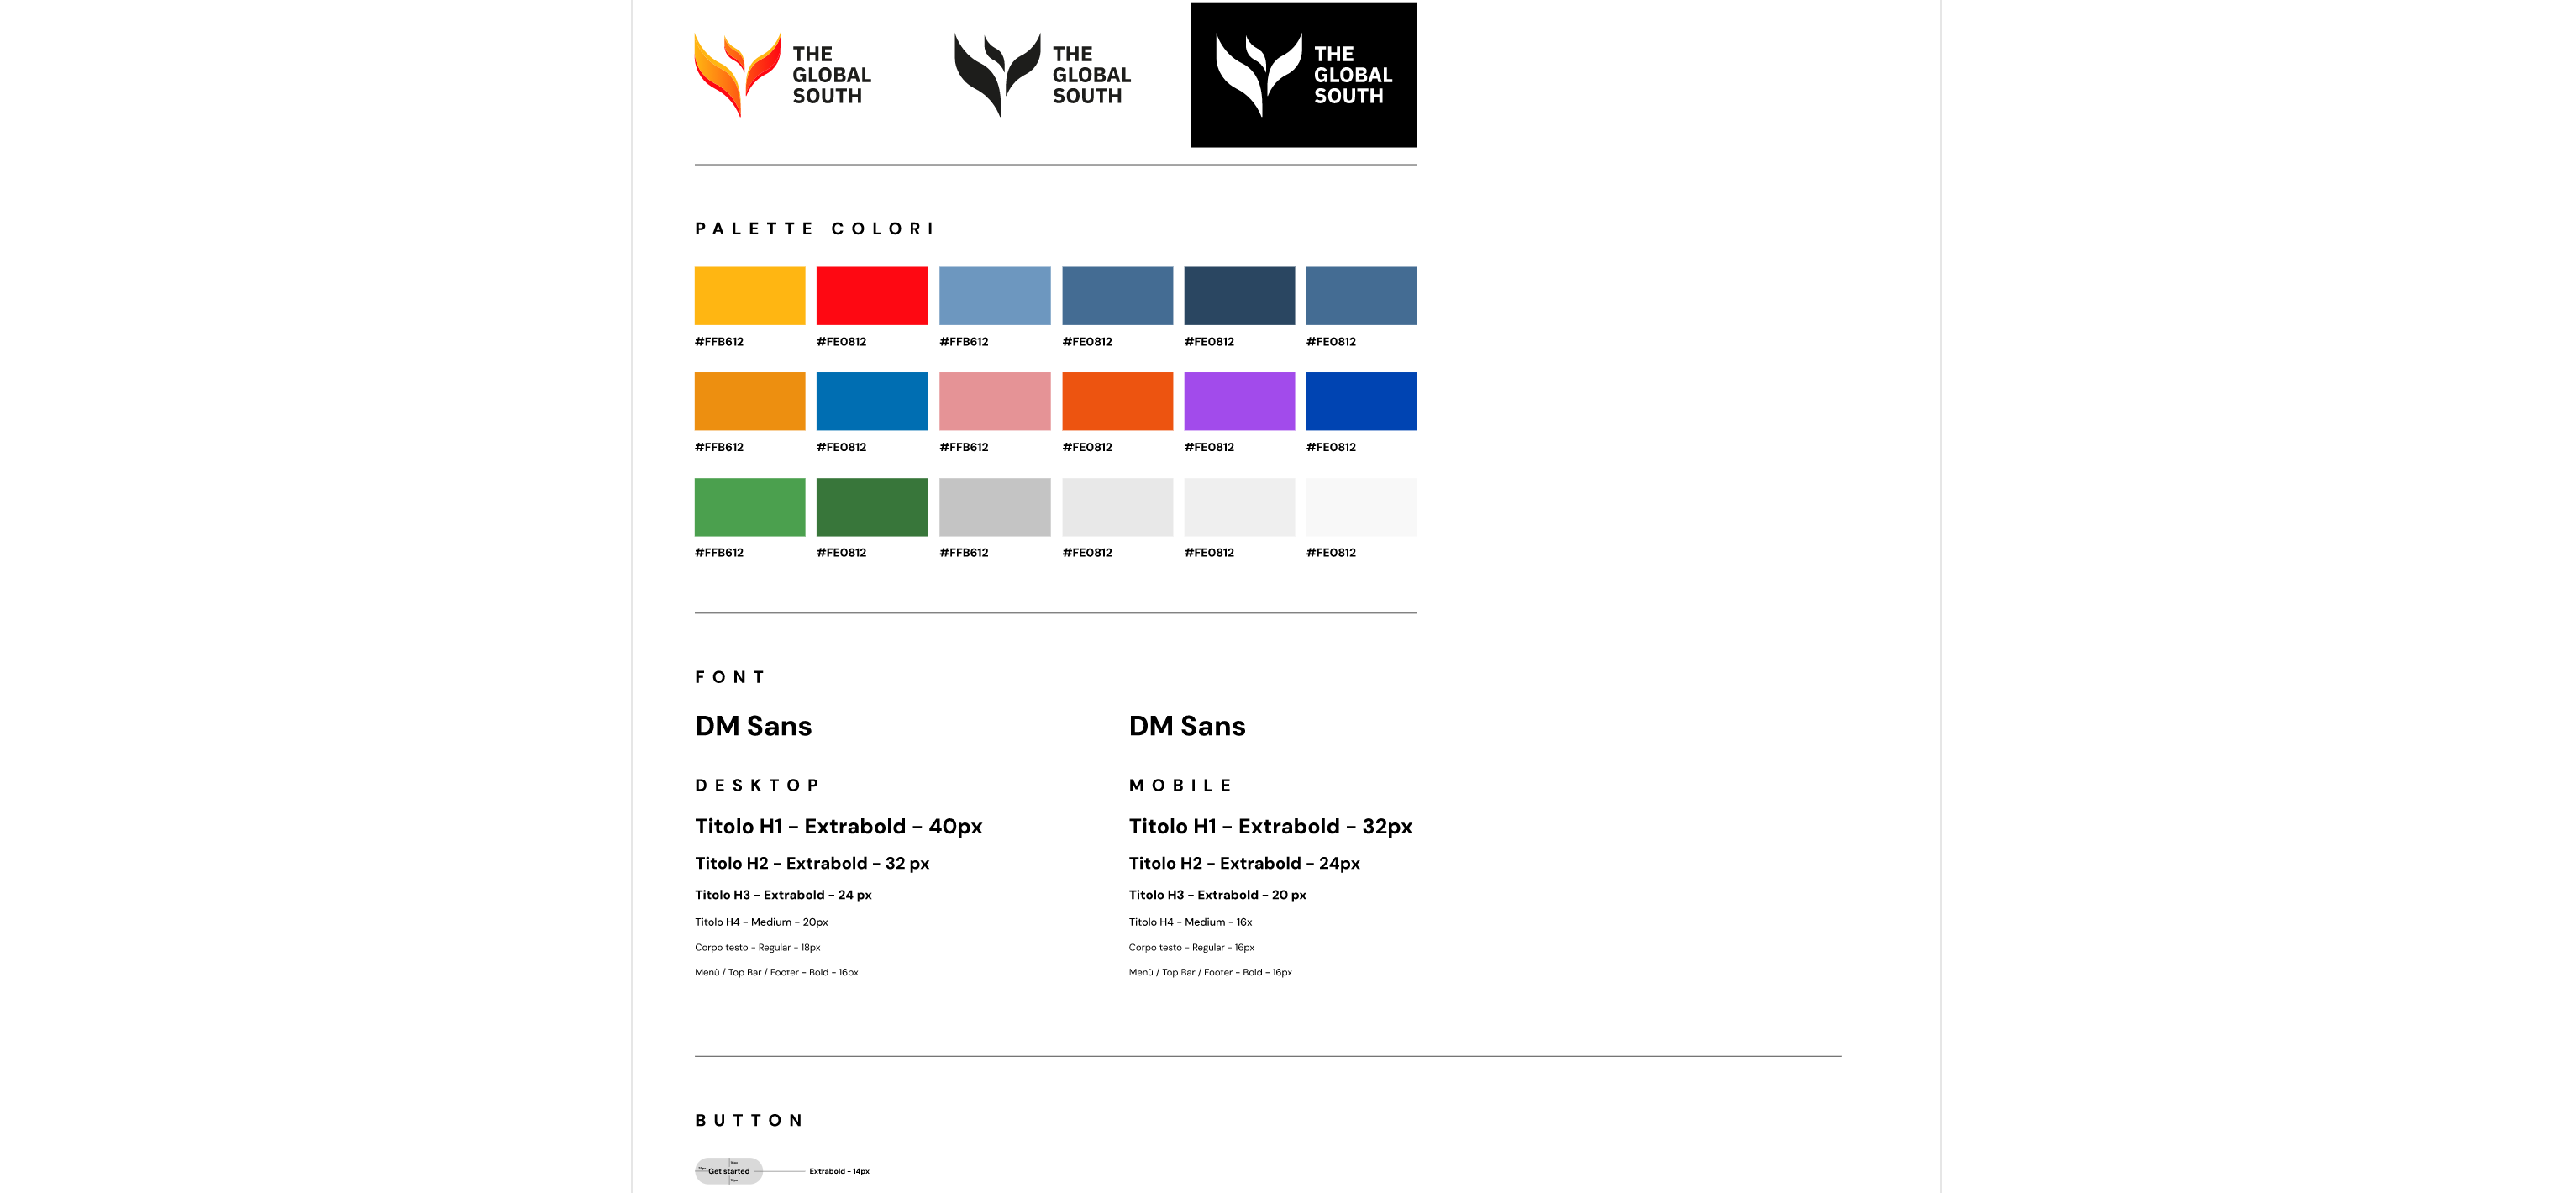 THE
GLOBAL
SOUTH
THE
GLOBAL
SOUTH
THE
GLOBAL
SOUTH
PALETTE COLORI
#FFB612 #FE0812 #FFB612 #FE0812 #FE0812 #FE0812
#FFB612 #FE0812 #FFB612 #FE0812 #FE0812 #FE0812
#FFB612 #FE0812 #FFB612 #FE0812 #FE0812 #FE0812
FONT
DM Sans
DESKTOP
Titolo H1 - Extrabold - 40px
Titolo H2 - Extrabold - 32 px
Titolo H3 - Extrabold - 24 px
Titolo H4 - Medium - 20px
Corpo testo - Regular - 18px
Menù / Top Bar / Footer - Bold - 16px
DM Sans
MOBILE
Titolo H1 - Extrabold - 32px
Titolo H2 - Extrabold - 24px
Titolo H3 - Extrabold - 20 px
Titolo H4 - Medium - 16x
Corpo testo - Regular - 16px
Menù / Top Bar / Footer - Bold - 16px
BUTTON
Get started
Extrabold - 14px